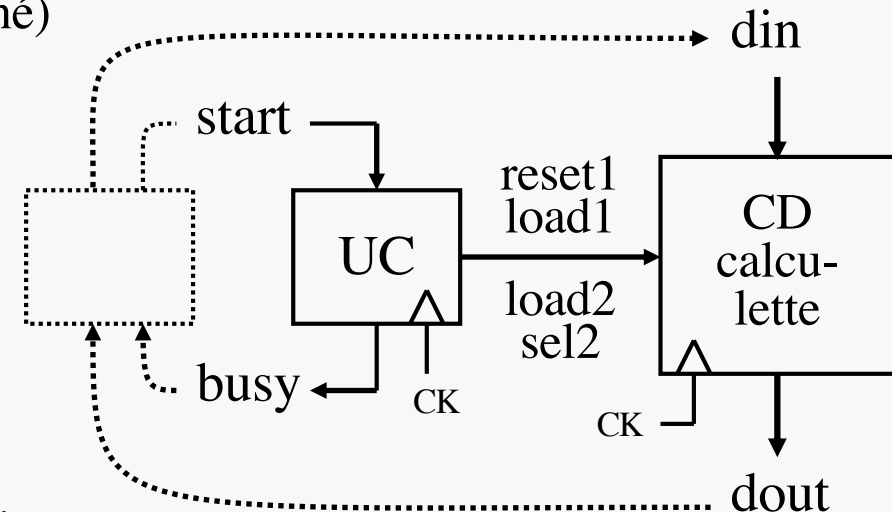 né)
din
start
reset1
load1
UC
CD
calcu-
lette
load2
sel2
busy
CK
CK
dout